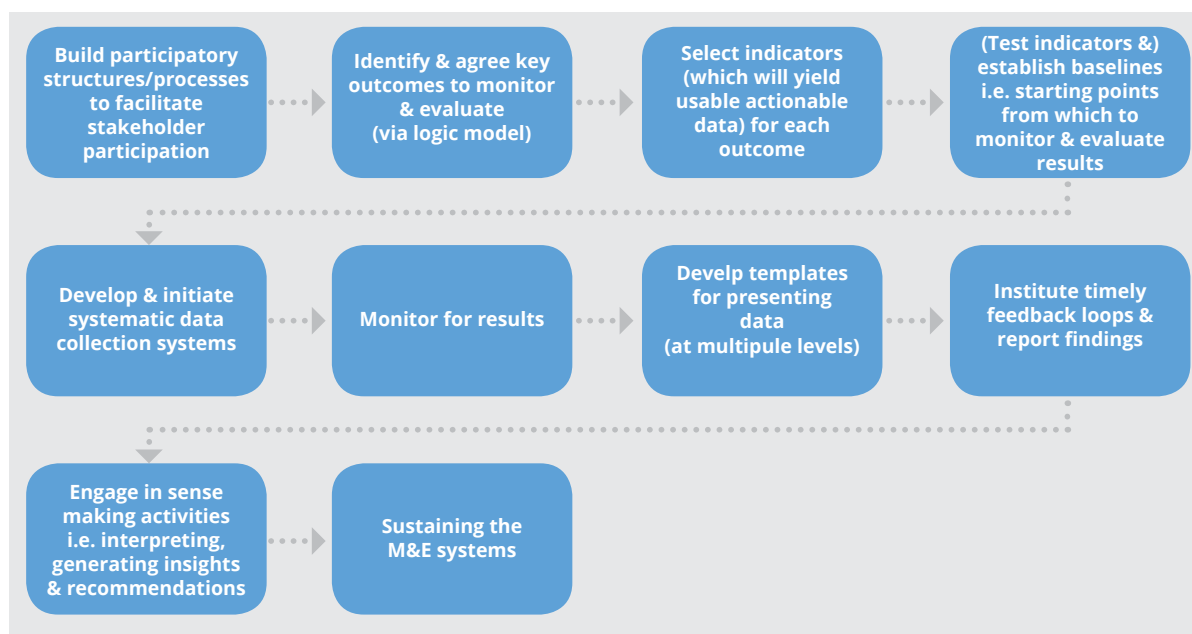 Build participatory
structures/processes
to facilitate
stakeholder
participation
Identify & agree key
outcomes to monitor
& evaluate
(via logic model)
Select indicators
(which will yield
usable actionable
data) for each
outcome
(Test indicators &)
establish baselines
i.e. starting points
from which to
monitor & evaluate
results
Develop & initiate
systematic data
collection systems
Monitor for results
Develp templates
for presenting
data
(at multipule levels)
Institute timely
feedback loops &
report findings
Engage in sense
making activities
i.e. interpreting,
generating insights
& recommendations
Sustaining the
M&E systems